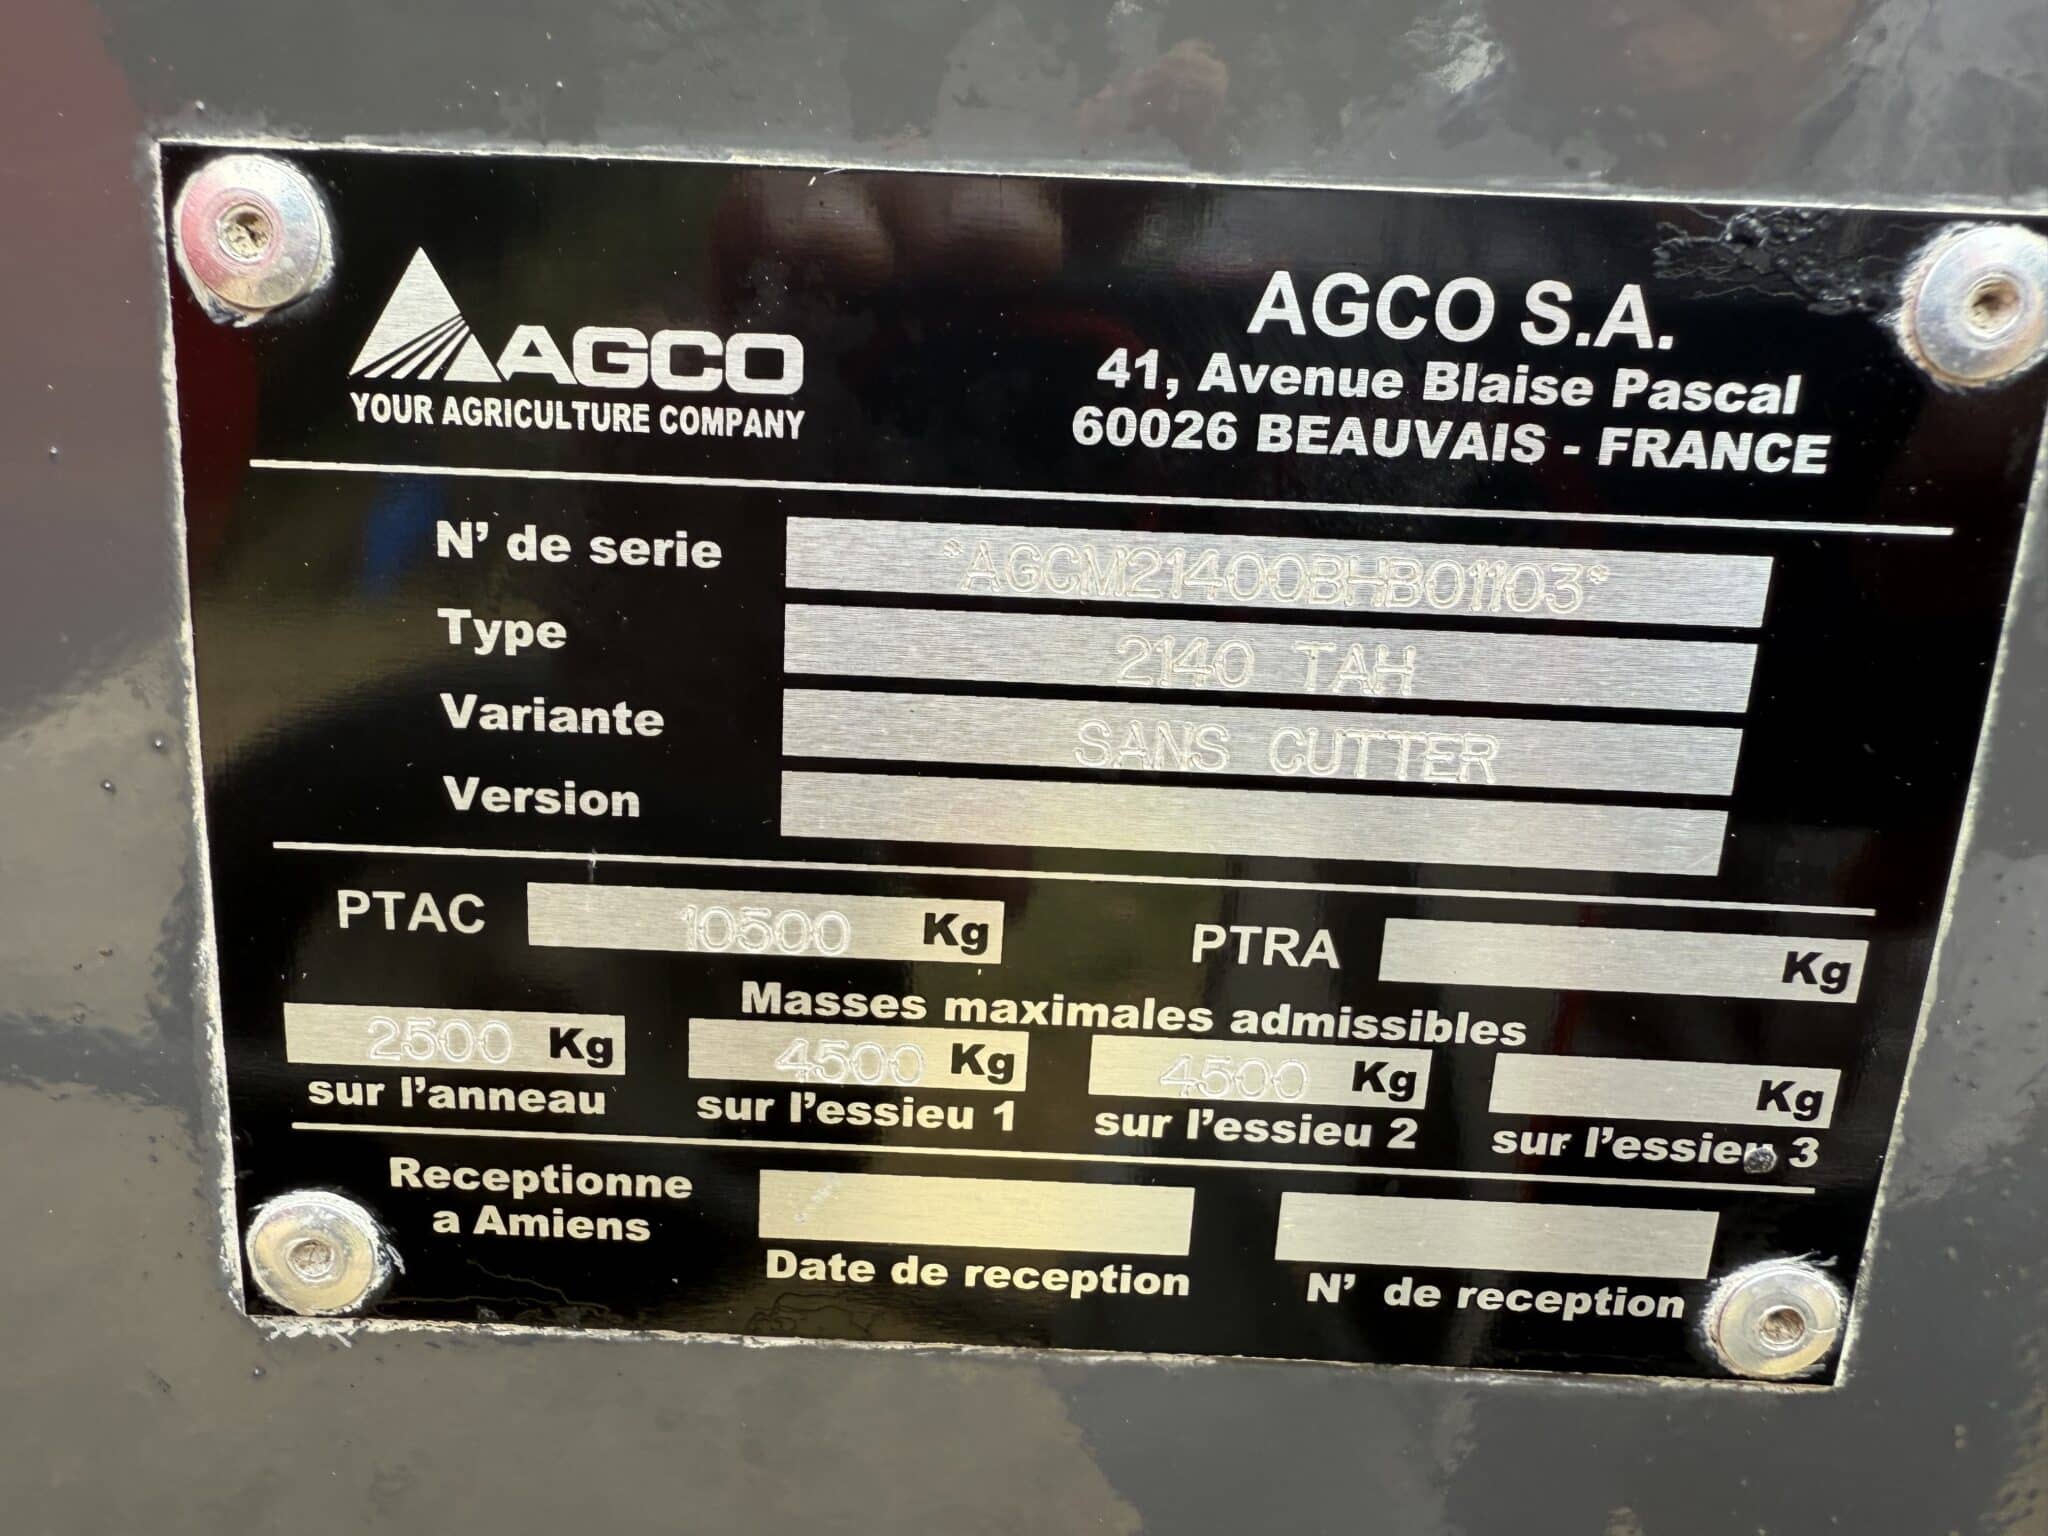 AGCO
YOUR AGRICULTURE COMPANY
AGCO S.A.
41, Avenue Blaise Pascal
60026 BEAUVAIS - FRANCE
N' de serie *AGCM21400BHB01103*
Type 2140 TAH
Variante SANS CUTTER
Version
PTAC 10500 Kg PTRA Kg
Masses maximales admissibles
2500 Kg 4500 Kg 4500 Kg Kg
sur l'anneau sur l'essieu 1 sur l'essieu 2 sur l'essieu 3
Receptionne
a Amiens
Date de reception N' de reception